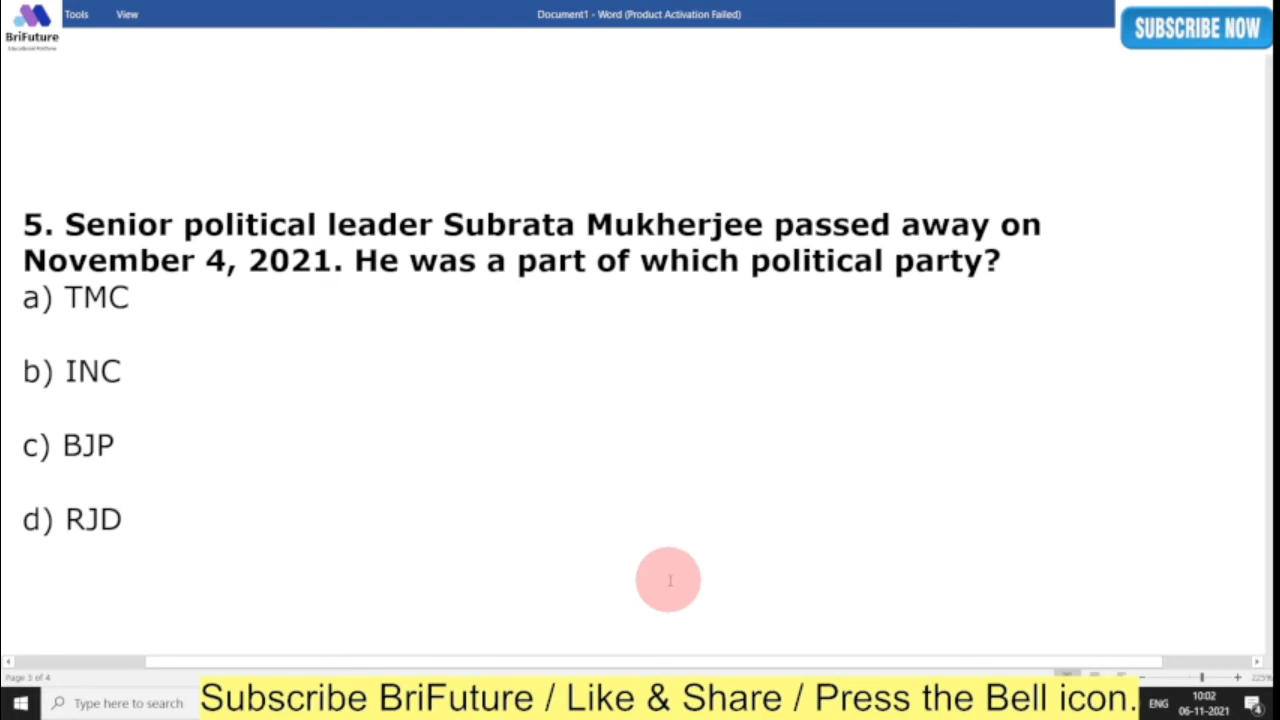 Tools View Document1 - Word (Product Activation Failed)
SUBSCRIBE NOW
BriFuture
5. Senior political leader Subrata Mukherjee passed away on
November 4, 2021. He was a part of which political party?
a) TMC
b) INC
c) BJP
d) RJD
Page 3 of 4
225%
Type here to search
Subscribe BriFuture / Like & Share / Press the Bell icon.
ENG
10:02
06-11-2021
4